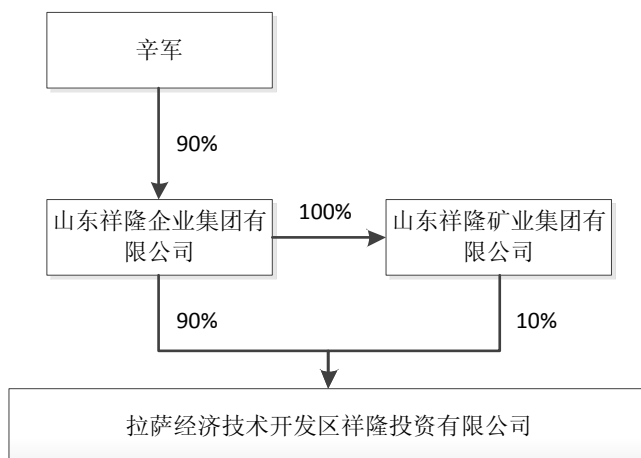 辛军
90%
山东祥隆企业集团有
限公司
100%
山东祥隆矿业集团有
限公司
90%
10%
拉萨经济技术开发区祥隆投资有限公司